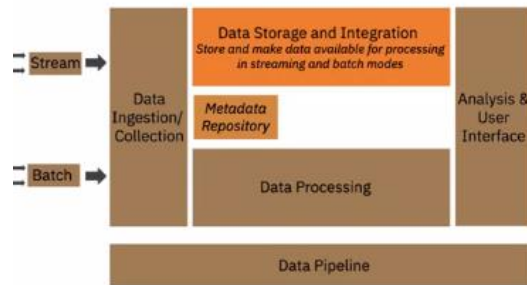 Stream
Batch
Data
Ingestion/
Collection
Data Storage and Integration
Store and make data available for processing
in streaming and batch modes
Metadata
Repository
Data Processing
Analysis &
User
Interface
Data Pipeline